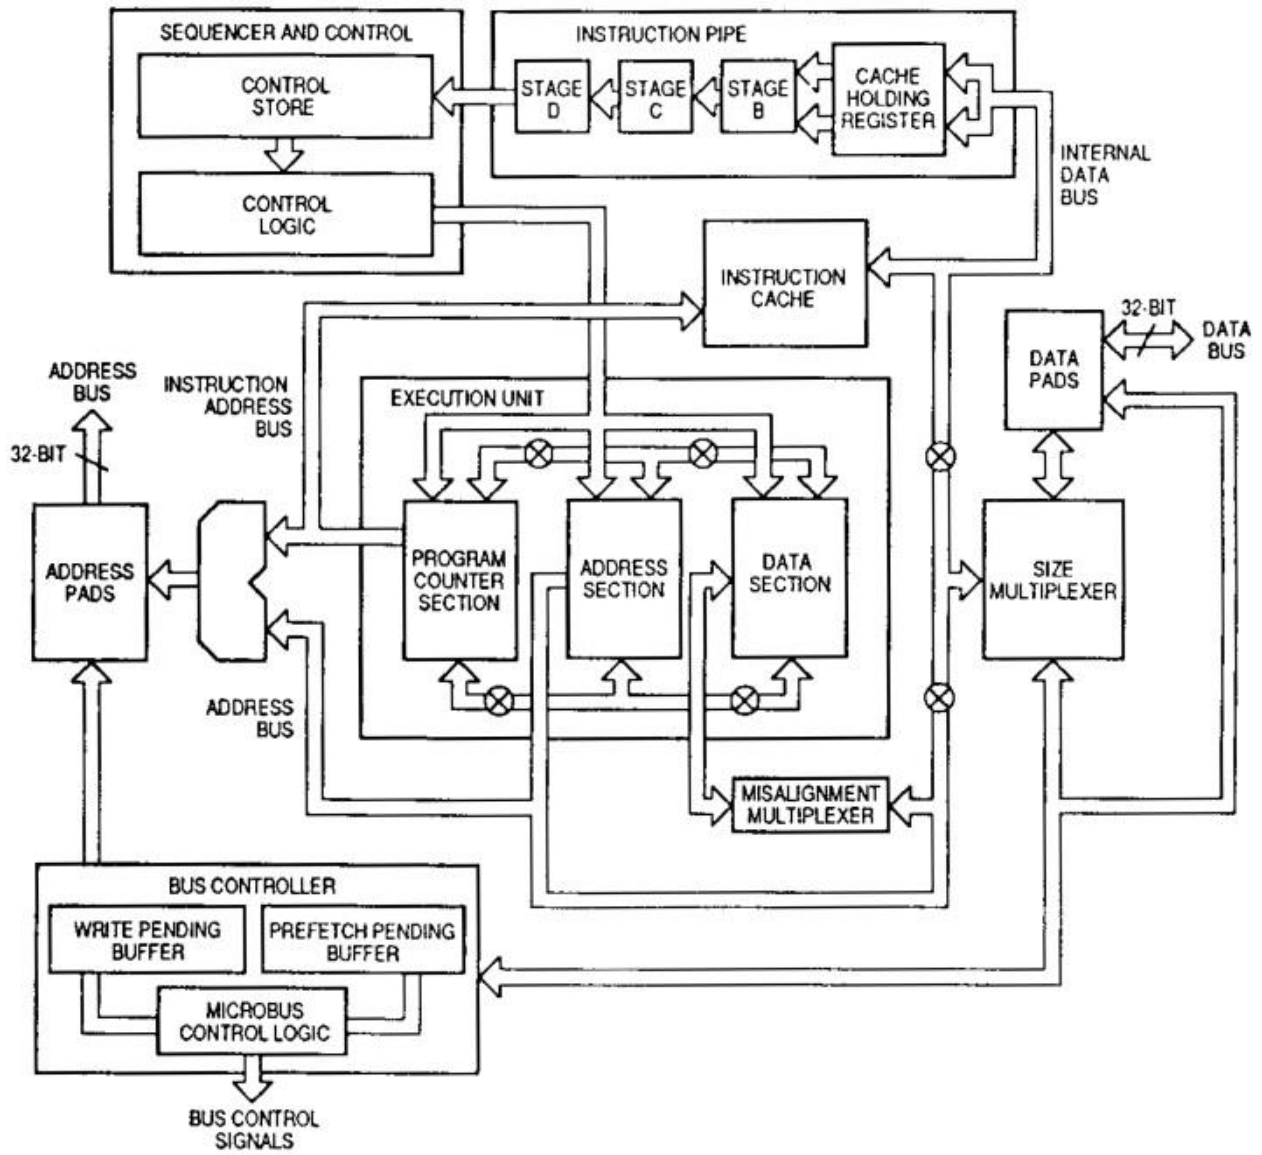 SEQUENCER AND CONTROL
CONTROL
STORE
CONTROL
LOGIC
INSTRUCTION PIPE
STAGE
D
STAGE
C
STAGE
B
CACHE
HOLDING
REGISTER
INTERNAL
DATA
BUS
INSTRUCTION
CACHE
32-BIT
DATA
BUS
DATA
PADS
ADDRESS
BUS
32-BIT
INSTRUCTION
ADDRESS
BUS
EXECUTION UNIT
ADDRESS
PADS
PROGRAM
COUNTER
SECTION
ADDRESS
SECTION
DATA
SECTION
SIZE
MULTIPLEXER
ADDRESS
BUS
MISALIGNMENT
MULTIPLEXER
BUS CONTROLLER
WRITE PENDING
BUFFER
PREFETCH PENDING
BUFFER
MICROBUS
CONTROL LOGIC
BUS CONTROL
SIGNALS